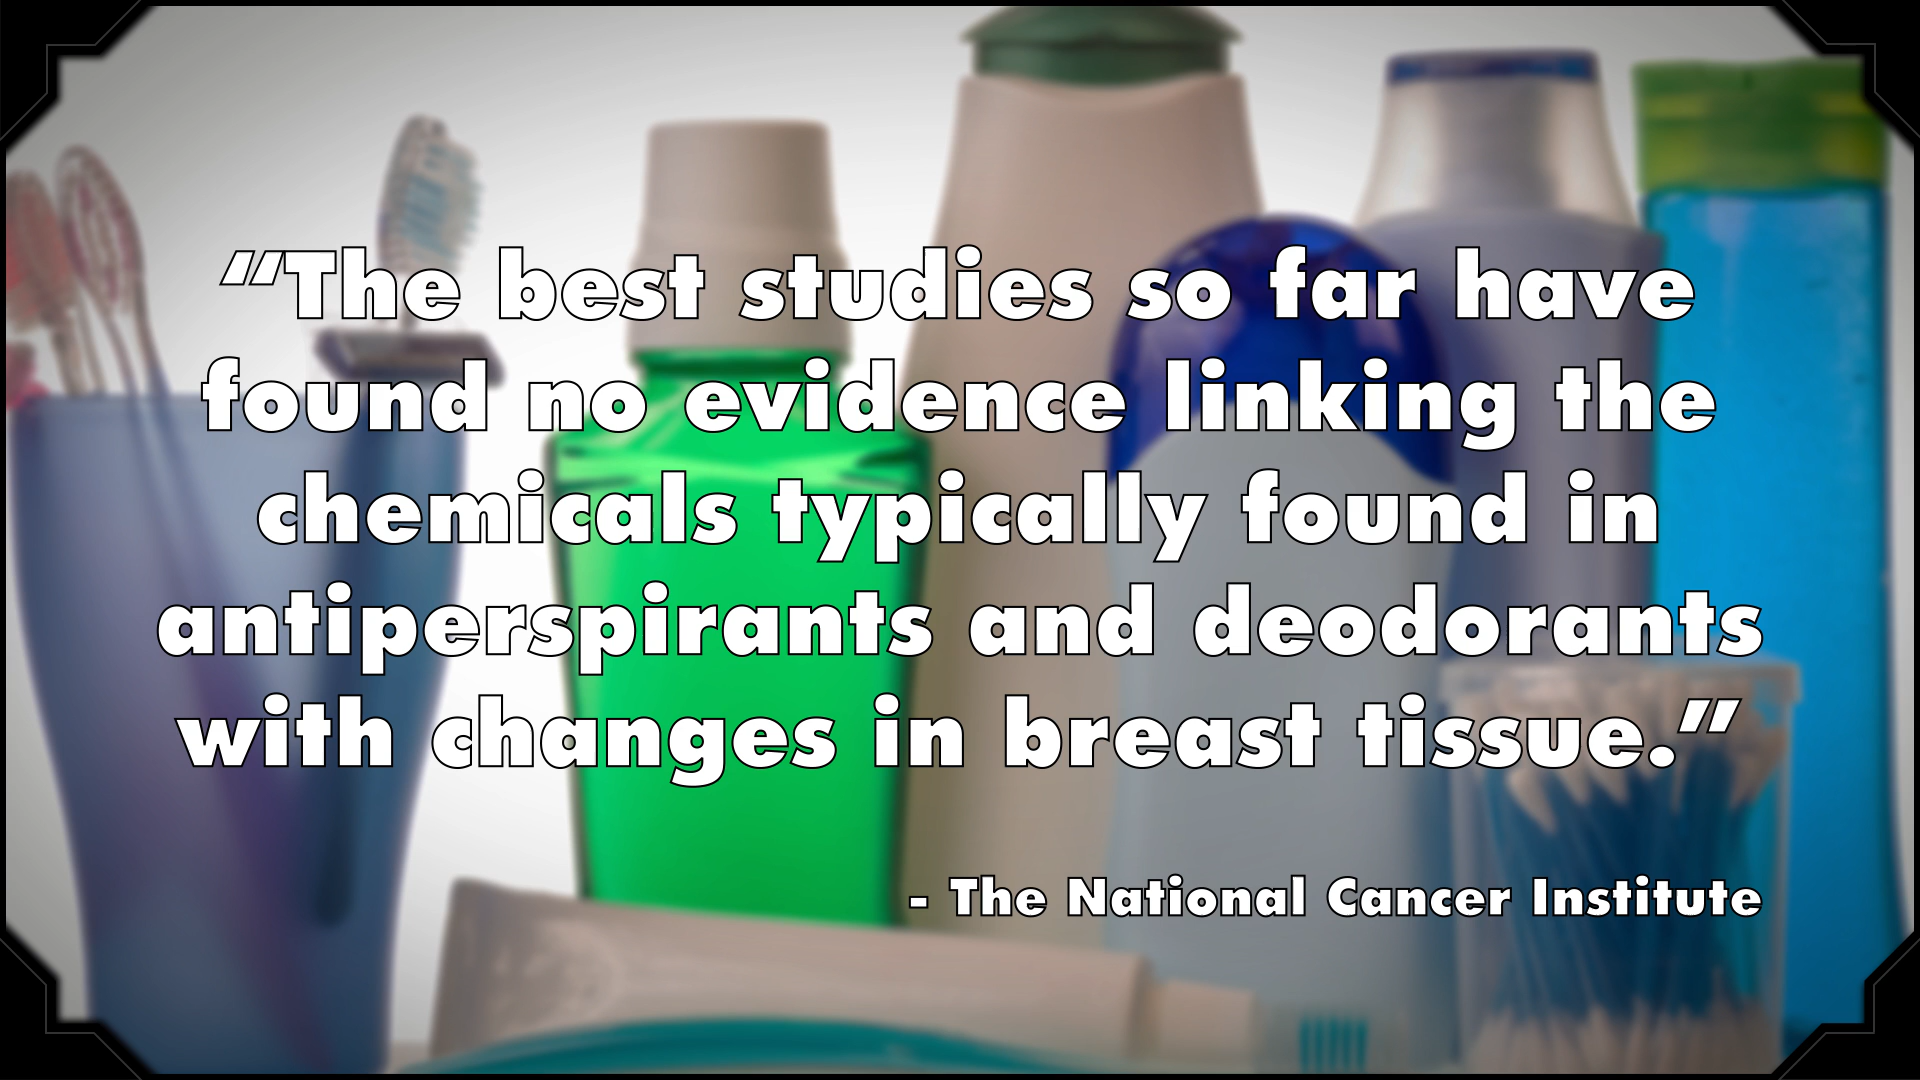 “The best studies so far have
found no evidence linking the
chemicals typically found in
antiperspirants and deodorants
with changes in breast tissue.”
- The National Cancer Institute